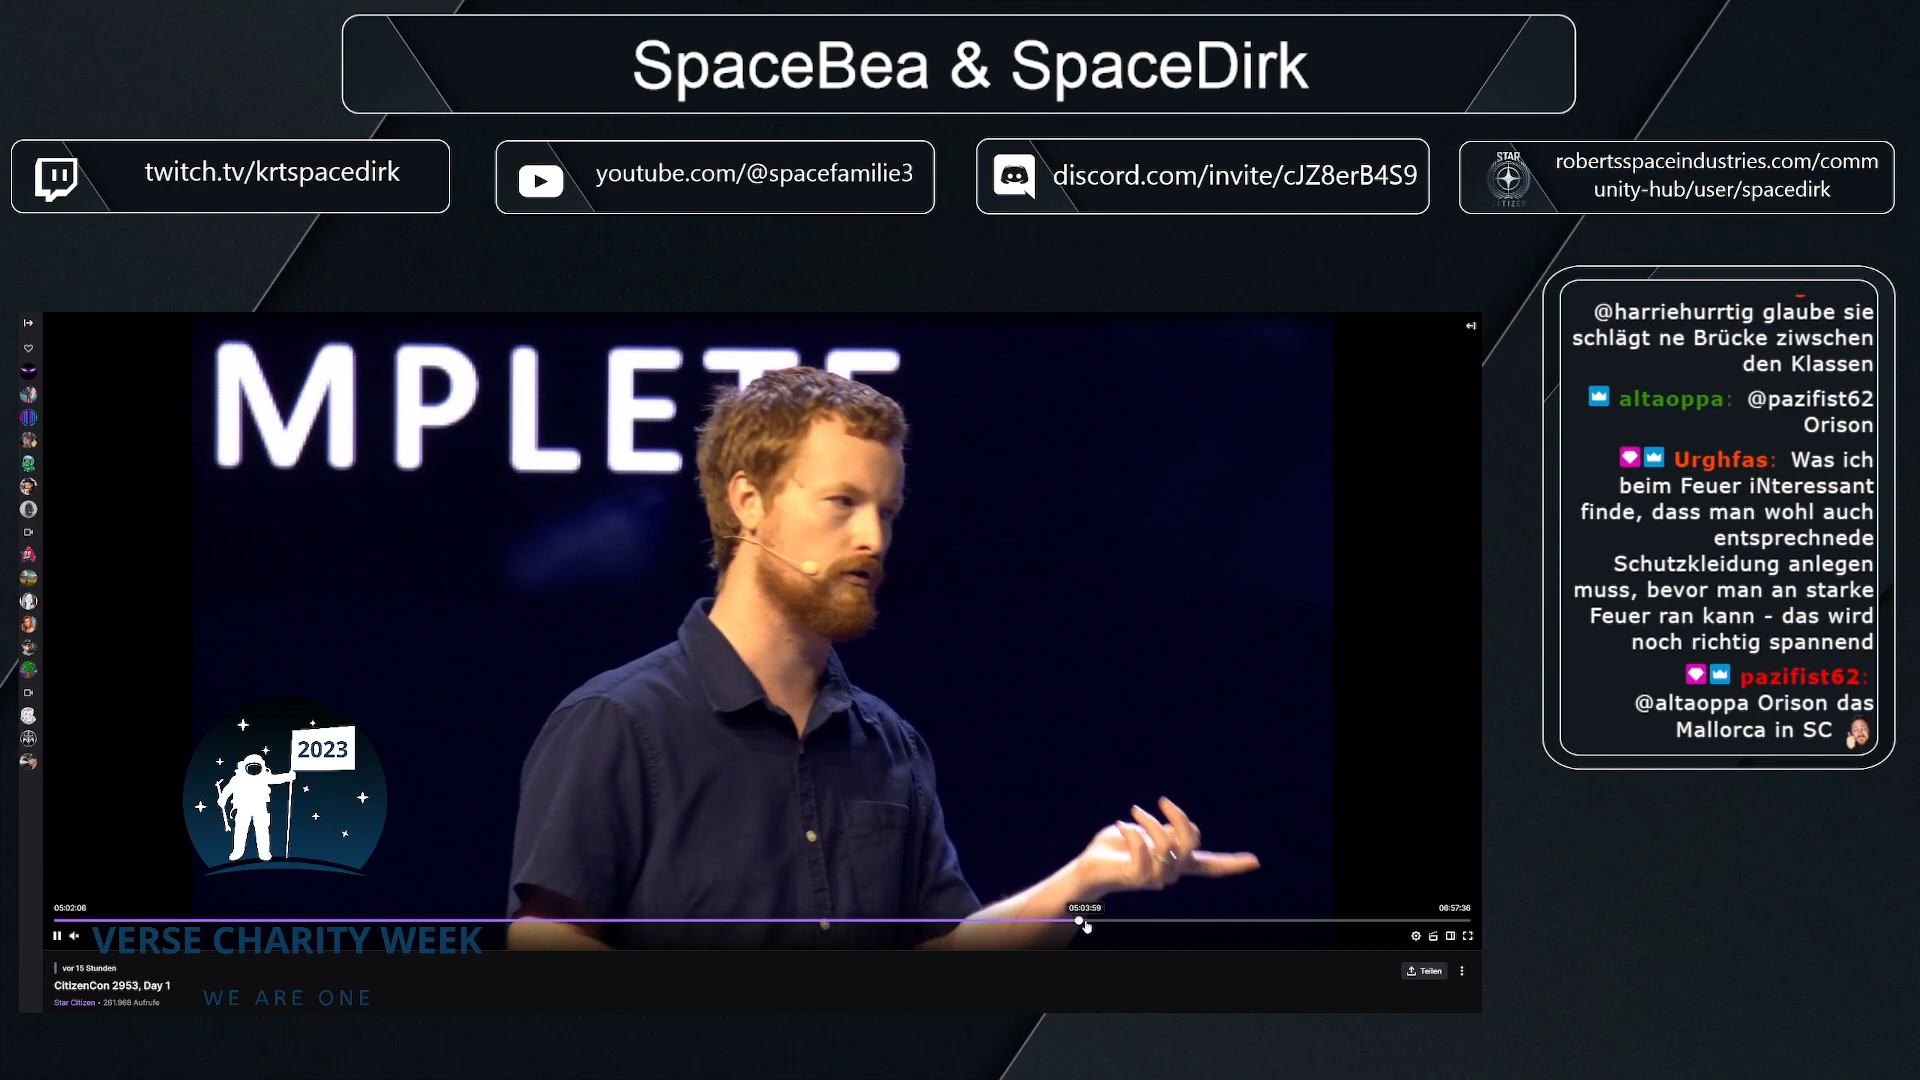 SpaceBea & SpaceDirk
twitch.tv/krtspacedirk
youtube.com/@spacefamilie3
discord.com/invite/cJZ8erB4S9
STAR
CITIZEN
robertsspaceindustries.com/comm
unity-hub/user/spacedirk
@harriehurrtig glaube sie
schlägt ne Brücke ziwschen
den Klassen
altaoppa: @pazifist62
Orison
Urghfas: Was ich
beim Feuer iNteressant
finde, dass man wohl auch
entsprechnede
Schutzkleidung anlegen
muss, bevor man an starke
Feuer ran kann - das wird
noch richtig spannend
pazifist62:
@altaoppa Orison das
Mallorca in SC
MPLETE
2023
05:02:06
05:03:59
06:57:36
VERSE CHARITY WEEK
vor 15 Stunden
CitizenCon 2953, Day 1
Star Citizen • 261.968 Aufrufe
WE ARE ONE
Teilen